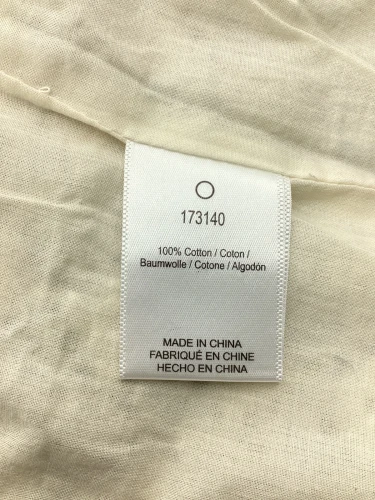 173140
100% Cotton / Coton /
Baumwolle / Cotone / Algodón
MADE IN CHINA
FABRIQUÉ EN CHINE
HECHO EN CHINA